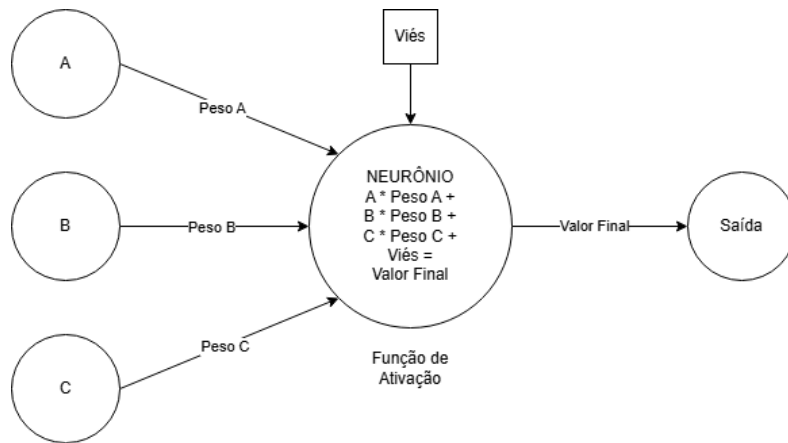 A
Viés
Peso A
NEURÔNIO
A * Peso A +
B * Peso B +
C * Peso C +
Viés =
Valor Final
B
Peso B
Valor Final
Saída
Peso C
C
Função de
Ativação